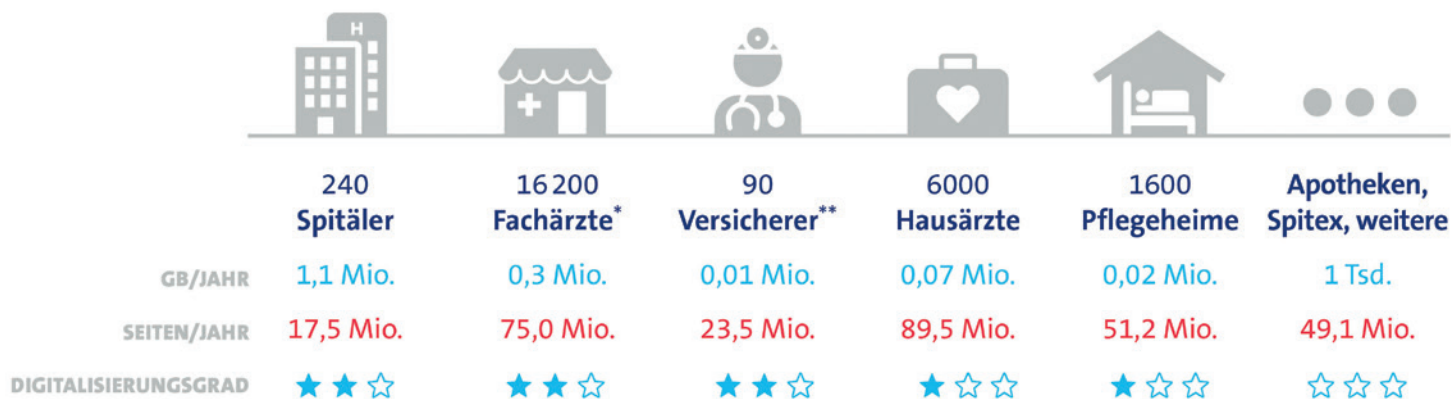 H
240 16 200 90 6000 1600 Apotheken,
Spitäler Fachärzte* Versicherer** Hausärzte Pflegeheime Spitex, weitere
GB/JAHR 1,1 Mio. 0,3 Mio. 0,01 Mio. 0,07 Mio. 0,02 Mio. 1 Tsd.
SEITEN/JAHR 17,5 Mio. 75,0 Mio. 23,5 Mio. 89,5 Mio. 51,2 Mio. 49,1 Mio.
DIGITALISIERUNGSGRAD